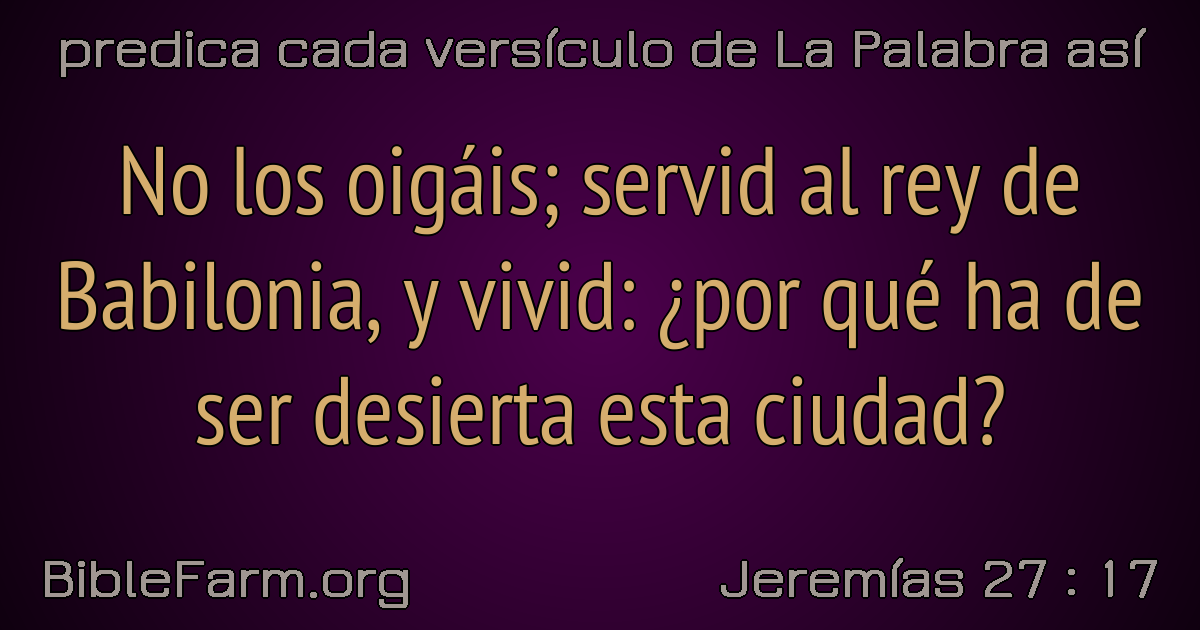 predica cada versículo de La Palabra así
No los oigáis; servid al rey de
Babilonia, y vivid: ¿por qué ha de
ser desierta esta ciudad?
BibleFarm.org
Jeremías 27 : 17